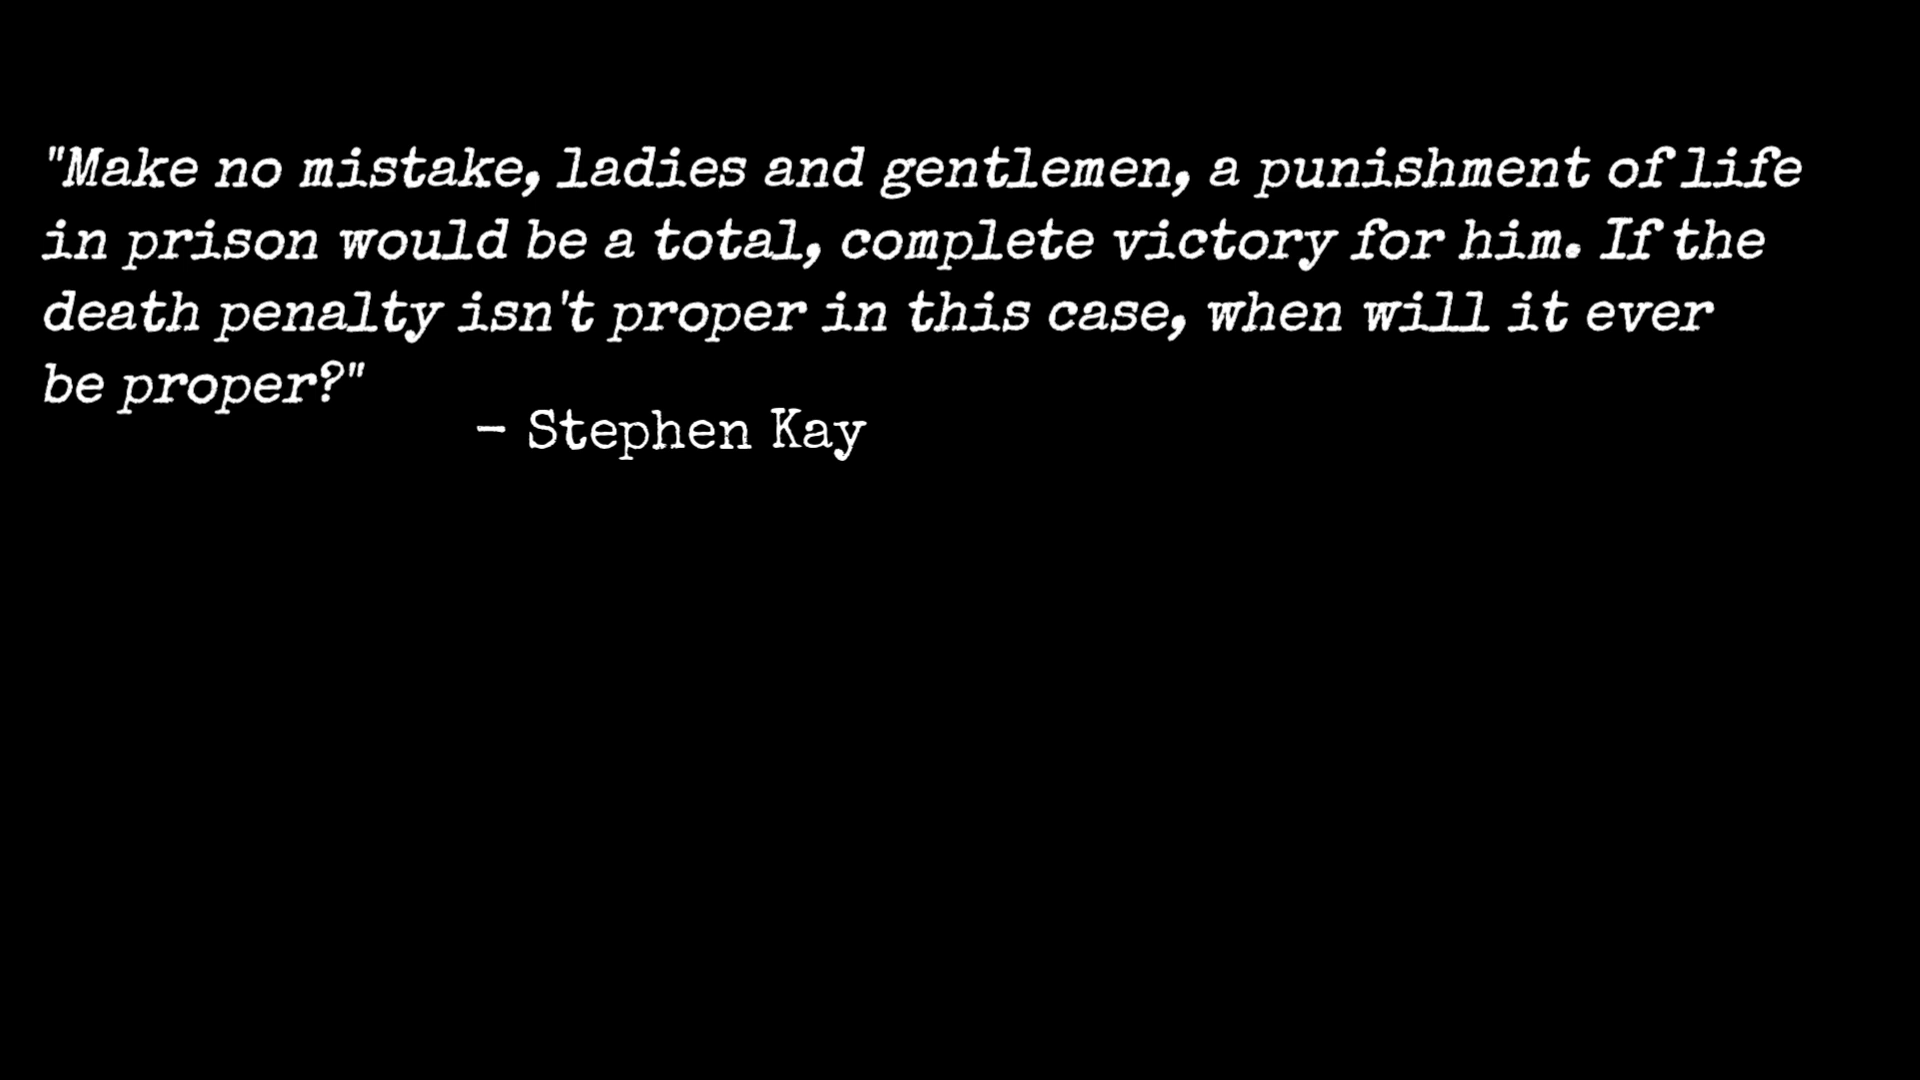 "Make no mistake, ladies and gentlemen, a punishment of life
in prison would be a total, complete victory for him. If the
death penalty isn't proper in this case, when will it ever
be proper?"
- Stephen Kay